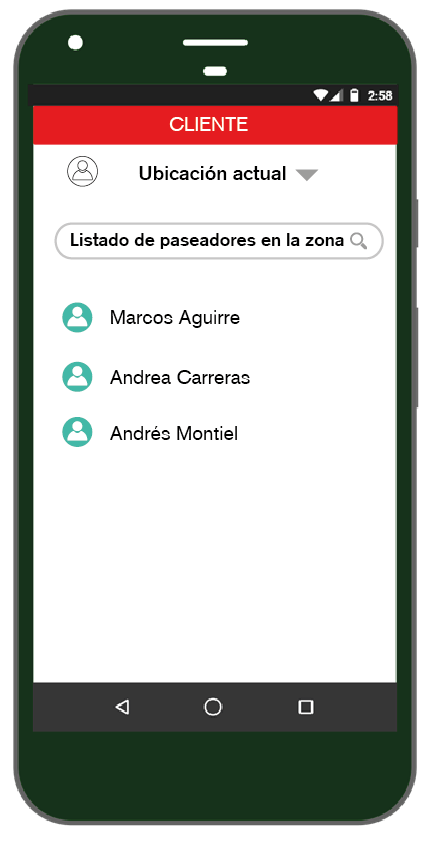 2:58
CLIENTE
Ubicación actual
Listado de paseadores en la zona
Marcos Aguirre
Andrea Carreras
Andrés Montiel